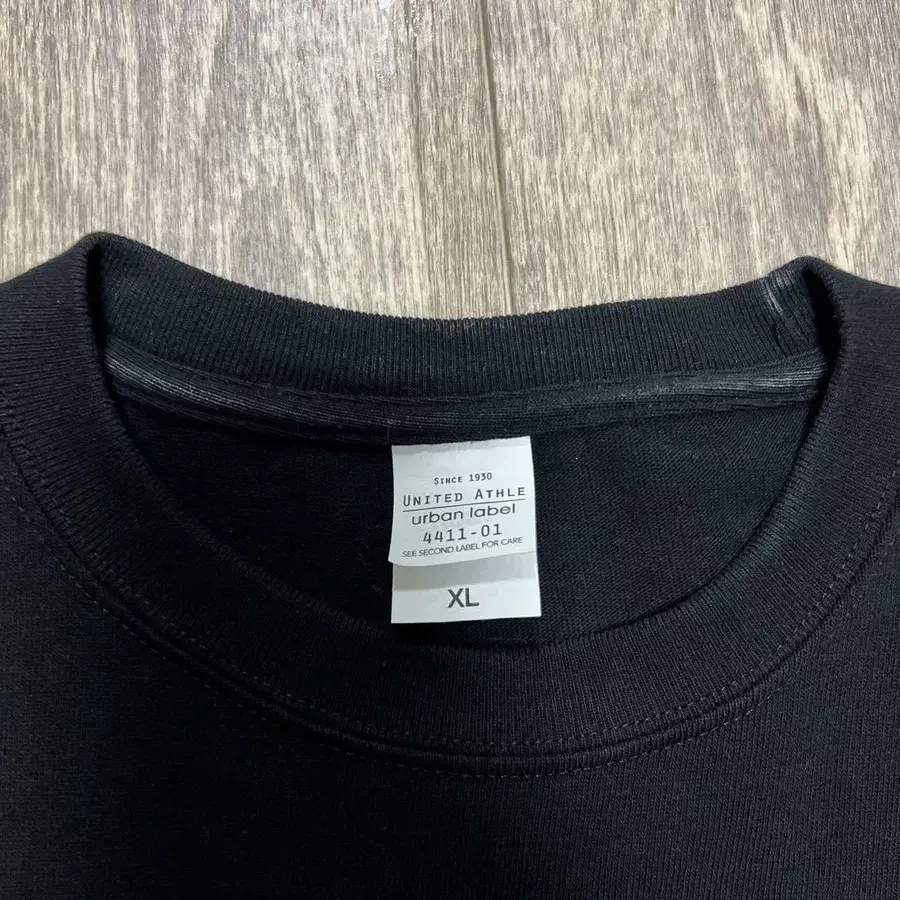 SINCE 1930
UNITED ATHLE
urban label
4411-01
SEE SECOND LABEL FOR CARE
XL